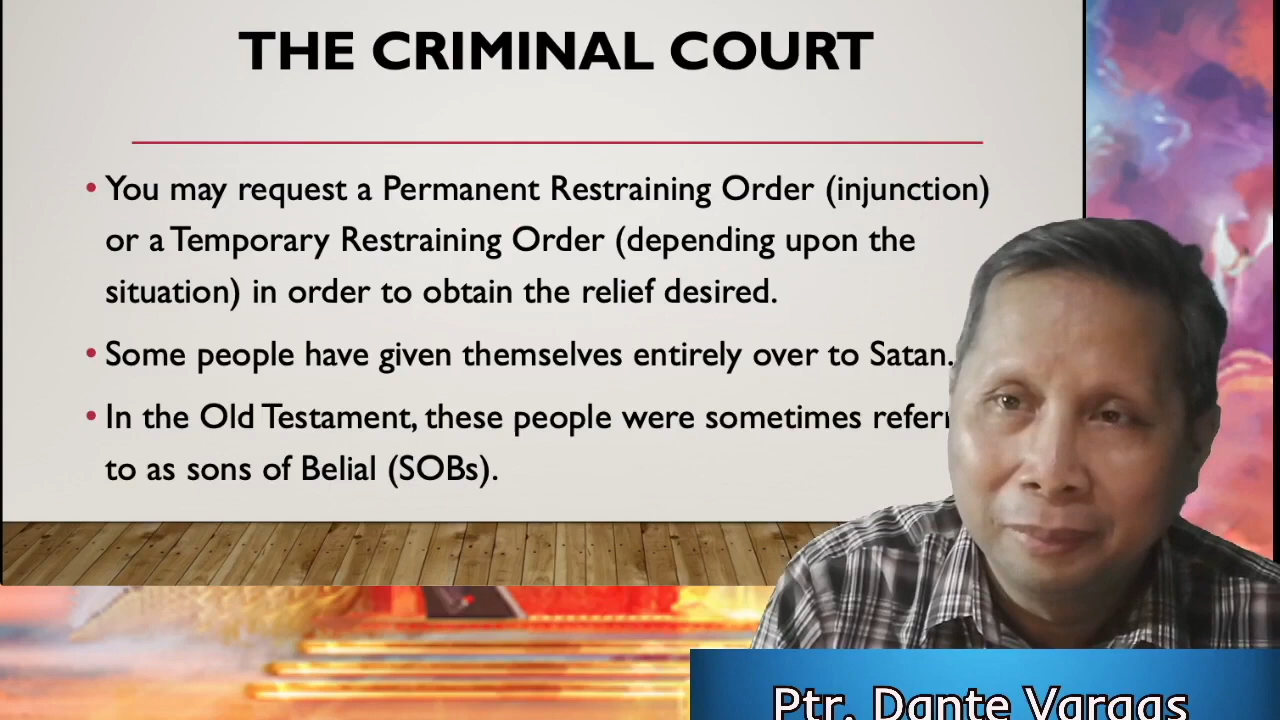 THE CRIMINAL COURT
• You may request a Permanent Restraining Order (injunction)
or a Temporary Restraining Order (depending upon the
situation) in order to obtain the relief desired.
• Some people have given themselves entirely over to Satan.
• In the Old Testament, these people were sometimes
to as sons of Belial (SOBs).
Ptr. Dante Vargas